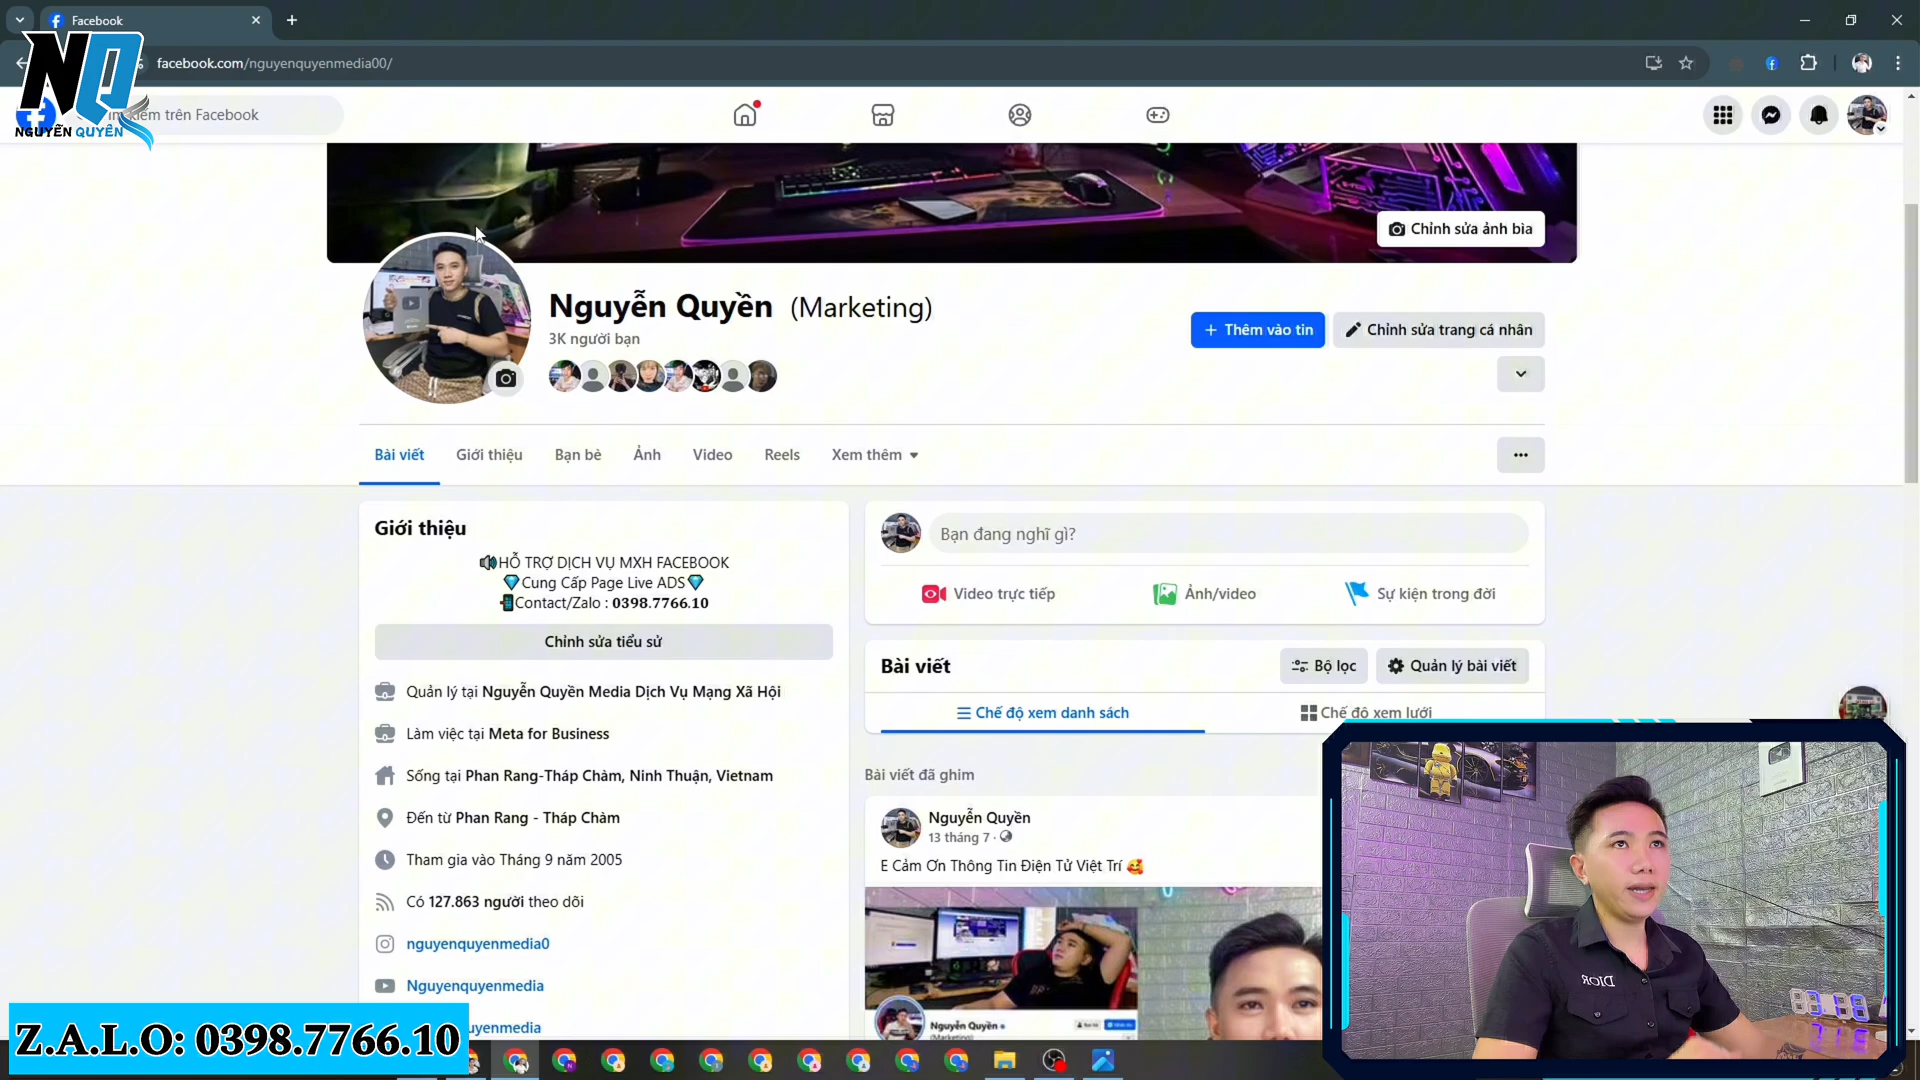 Facebook
facebook.com/nguyenquyenmedia00/
NQ
NGUYỄN QUYỀN
kiếm trên Facebook
Chỉnh sửa ảnh bìa
Nguyễn Quyền (Marketing)
3K người bạn
Thêm vào tin
Chỉnh sửa trang cá nhân
Bài viết
Giới thiệu
Bạn bè
Ảnh
Video
Reels
Xem thêm
Giới thiệu
HỖ TRỢ DỊCH VỤ MXH FACEBOOK
Cung Cấp Page Live ADS
Contact/Zalo : 0398.7766.10
Chỉnh sửa tiểu sử
Quản lý tại Nguyễn Quyền Media Dịch Vụ Mạng Xã Hội
Làm việc tại Meta for Business
Sống tại Phan Rang-Tháp Chàm, Ninh Thuận, Vietnam
Đến từ Phan Rang - Tháp Chàm
Tham gia vào Tháng 9 năm 2005
Có 127.863 người theo dõi
nguyenquyenmedia0
Nguyenquyenmedia
uyenmedia
Bạn đang nghĩ gì?
Video trực tiếp
Ảnh/video
Sự kiện trong đời
Bài viết
Bộ lọc
Quản lý bài viết
Chế độ xem danh sách
Chế độ xem lưới
Bài viết đã ghim
Nguyễn Quyền
13 tháng 7
E Cảm Ơn Thông Tin Điện Tử Việt Trí 🥰
Nguyễn Quyền
(Marketing)
DIOR
Z.A.L.O: 0398.7766.10